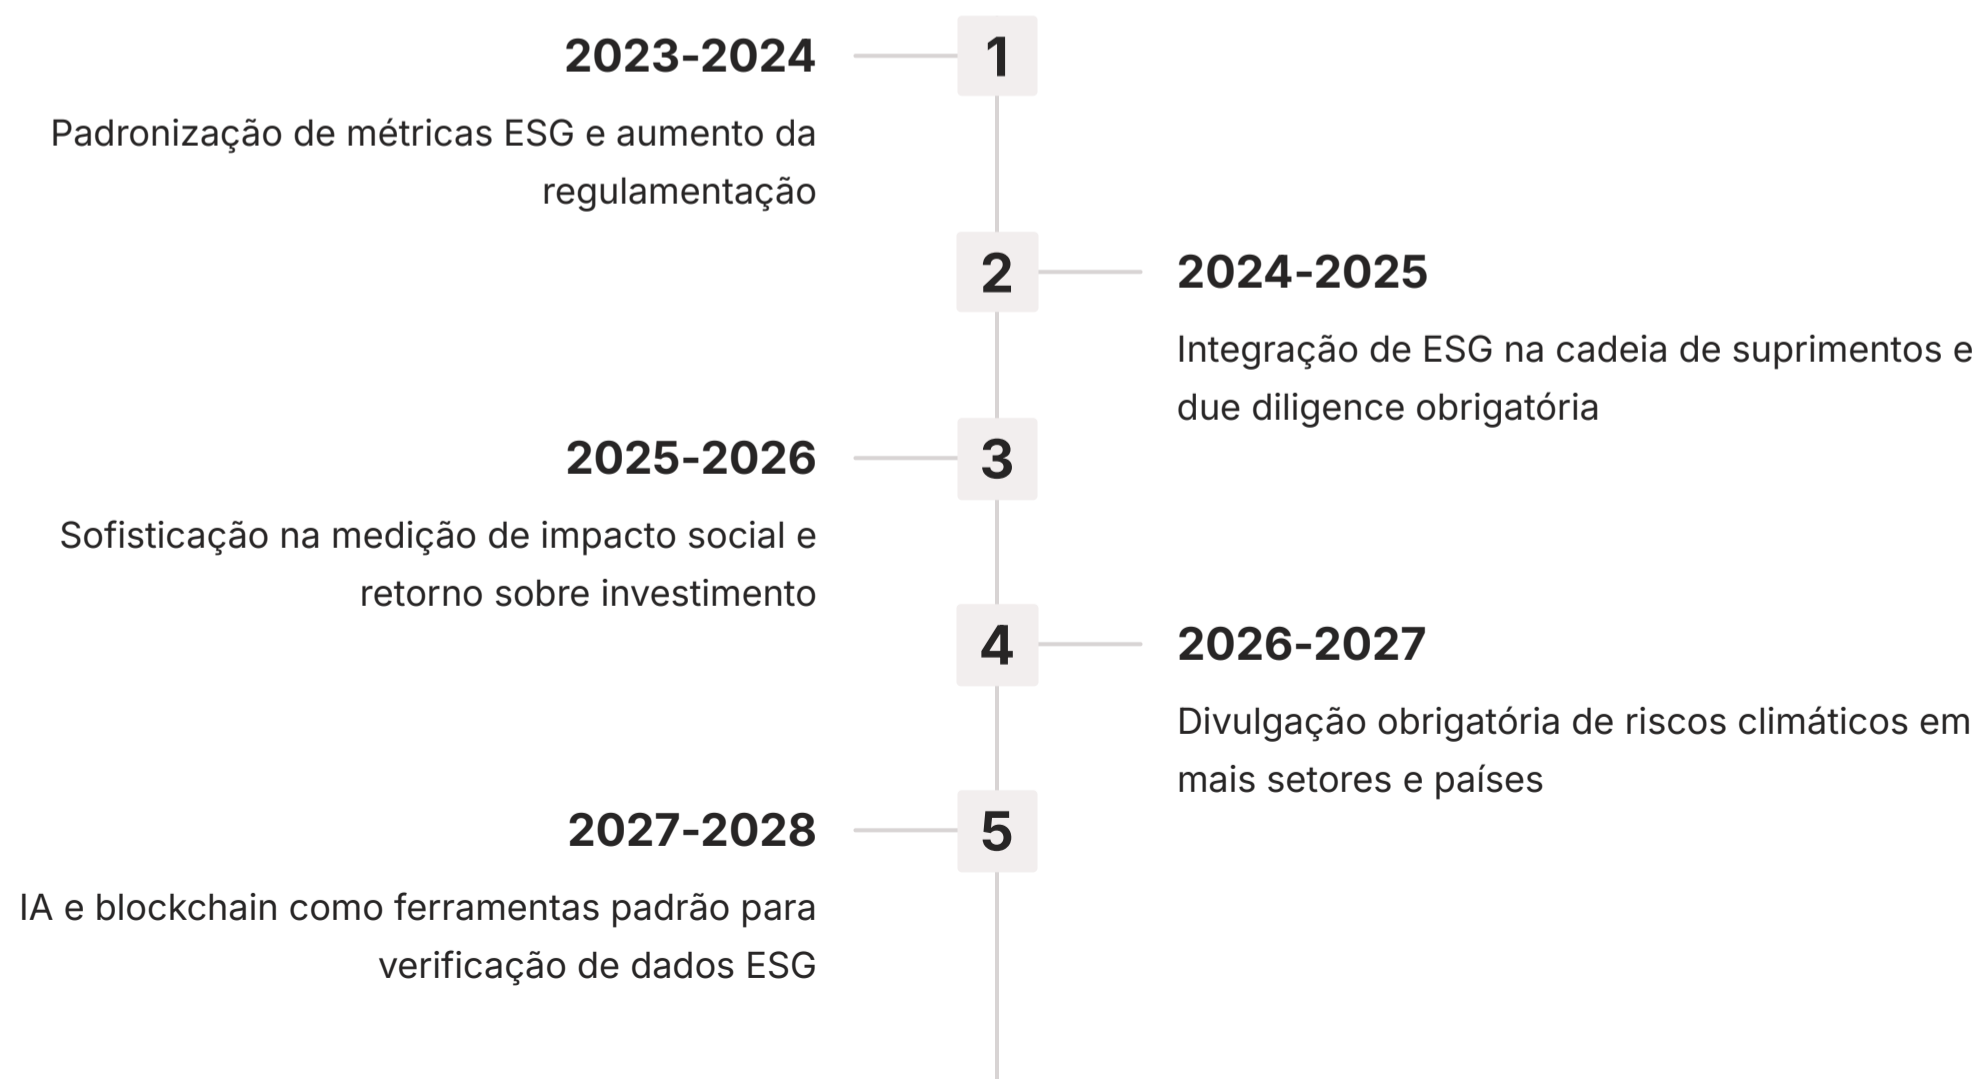 2023-2024
1
Padronização de métricas ESG e aumento da
regulamentação
2
2024-2025
Integração de ESG na cadeia de suprimentos e
due diligence obrigatória
2025-2026
3
Sofisticação na medição de impacto social e
retorno sobre investimento
4
2026-2027
Divulgação obrigatória de riscos climáticos em
mais setores e países
2027-2028
5
IA e blockchain como ferramentas padrão para
verificação de dados ESG